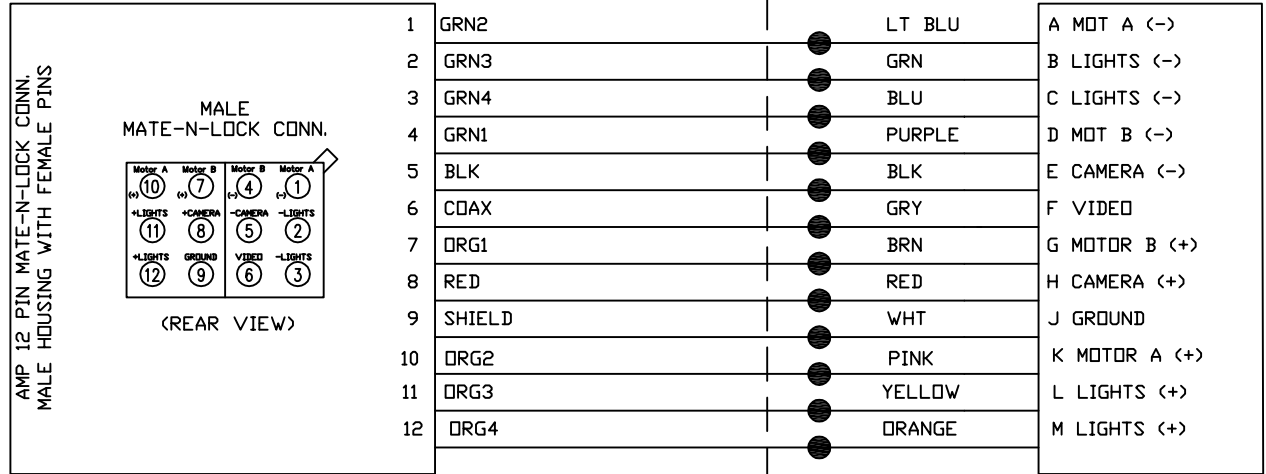 AMP 12 PIN MATE-N-LOCK CONN.
MALE HOUSING WITH FEMALE PINS
MALE
MATE-N-LOCK CONN.
Motor A Motor B Motor B Motor A
(+) 10 (+) 7 (-) 4 (-) 1
+LIGHTS +CAMERA -CAMERA -LIGHTS
11 8 5 2
+LIGHTS GROUND VIDEO -LIGHTS
12 9 6 3
(REAR VIEW)
1 GRN2 LT BLU A MOT A (-)
2 GRN3 GRN B LIGHTS (-)
3 GRN4 BLU C LIGHTS (-)
4 GRN1 PURPLE D MOT B (-)
5 BLK BLK E CAMERA (-)
6 COAX GRY F VIDEO
7 ORG1 BRN G MOTOR B (+)
8 RED RED H CAMERA (+)
9 SHIELD WHT J GROUND
10 ORG2 PINK K MOTOR A (+)
11 ORG3 YELLOW L LIGHTS (+)
12 ORG4 ORANGE M LIGHTS (+)